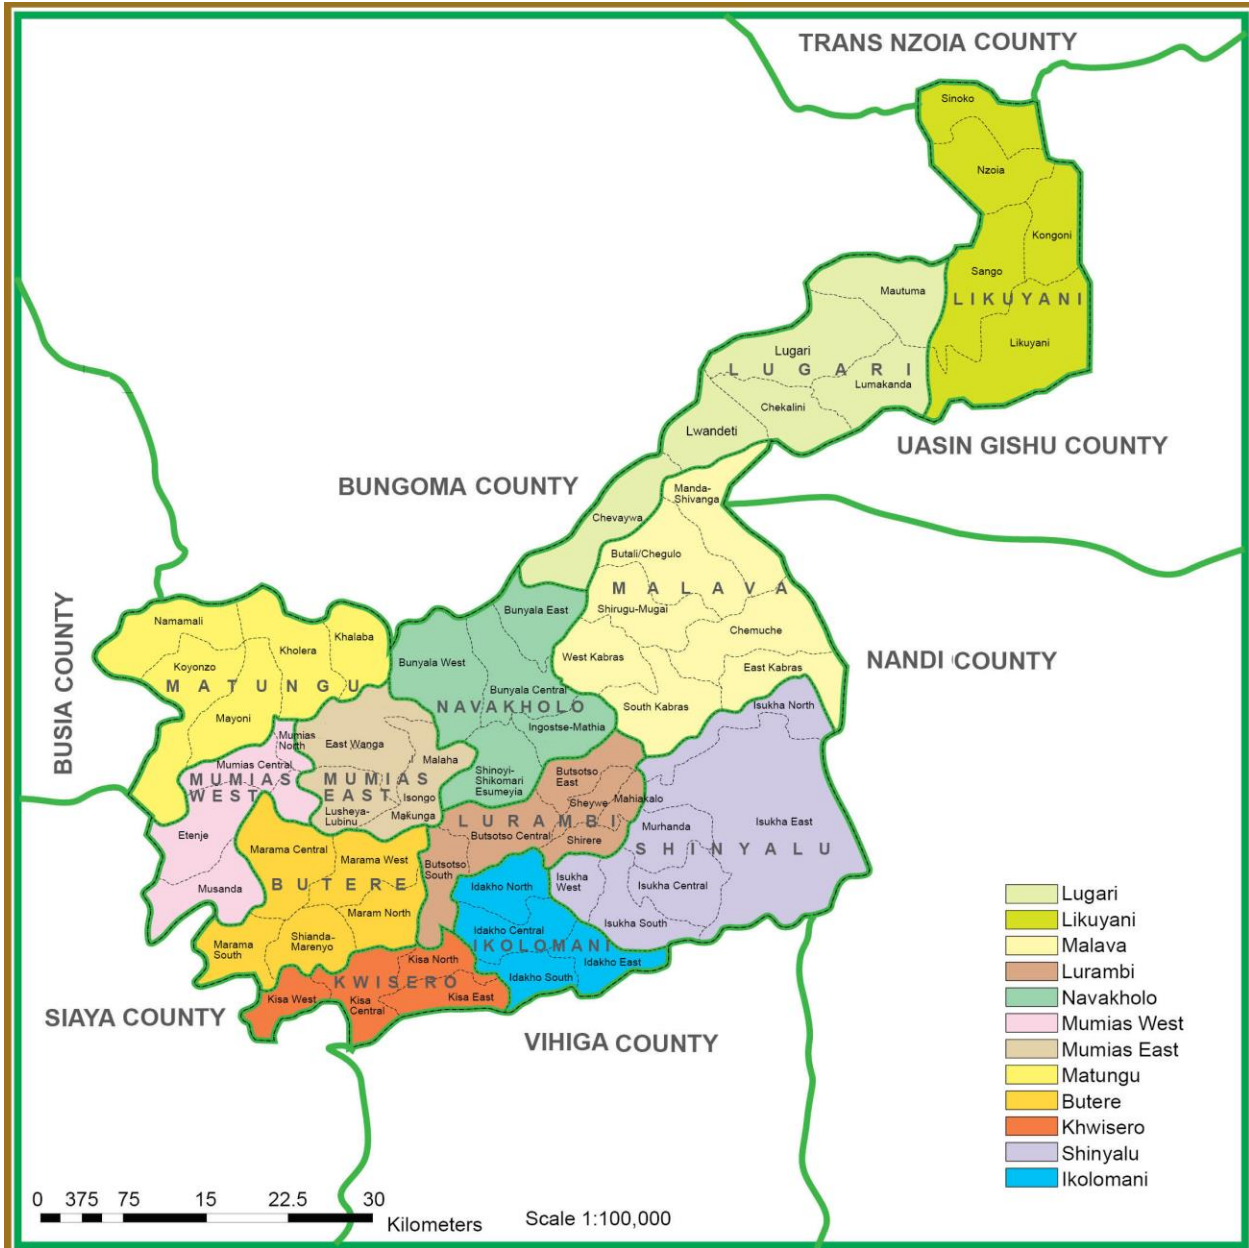 TRANS NZOIA COUNTY
Sinoko
Nzoia
Kongoni
Sango
LIKUYANI
Likuyani
Mautuma
Lugari
LUGARI
Lumakanda
Chekalini
Lwandeti
UASIN GISHU COUNTY
BUNGOMA COUNTY
Manda-
Shivanga
Chevaywa
Butali/Chegulo
MALAVA
Shirugu-Mugai
Chemuche
West Kabras
East Kabras
South Kabras
NANDI COUNTY
BUSIA COUNTY
Namamali
Khalaba
Kholera
Koyonzo
MATUNGU
Mayoni
Bunyala East
Bunyala West
Bunyala Central
NAVAKHOLO
Ingostse-Mathia
Shinoyi-
Shikomari
Esumeyia
Isukha North
Mumias
North
Mumias Central
MUMIAS
WEST
Etenje
Musanda
East Wanga
Malaha
MUMIAS
EAST
Isongo
Lusheya-
Lubinu
Makunga
Butsotso
East
Sheywe
Mahiakalo
LURAMBI
Butsotso Central
Shirere
Butsotso
South
Murhanda
Isukha East
SHINYALU
Isukha
West
Isukha Central
Isukha South
Marama Central
Marama West
BUTERE
Maram North
Marama
South
Shianda-
Marenyo
Idakho North
Idakho Central
IKOLOMANI
Idakho East
Idakho South
Kisa North
KWISERO
Kisa West
Kisa
Central
Kisa East
SIAYA COUNTY
VIHIGA COUNTY
Lugari
Likuyani
Malava
Lurambi
Navakholo
Mumias West
Mumias East
Matungu
Butere
Khwisero
Shinyalu
Ikolomani
0 375 75 15 22.5 30
Kilometers
Scale 1:100,000